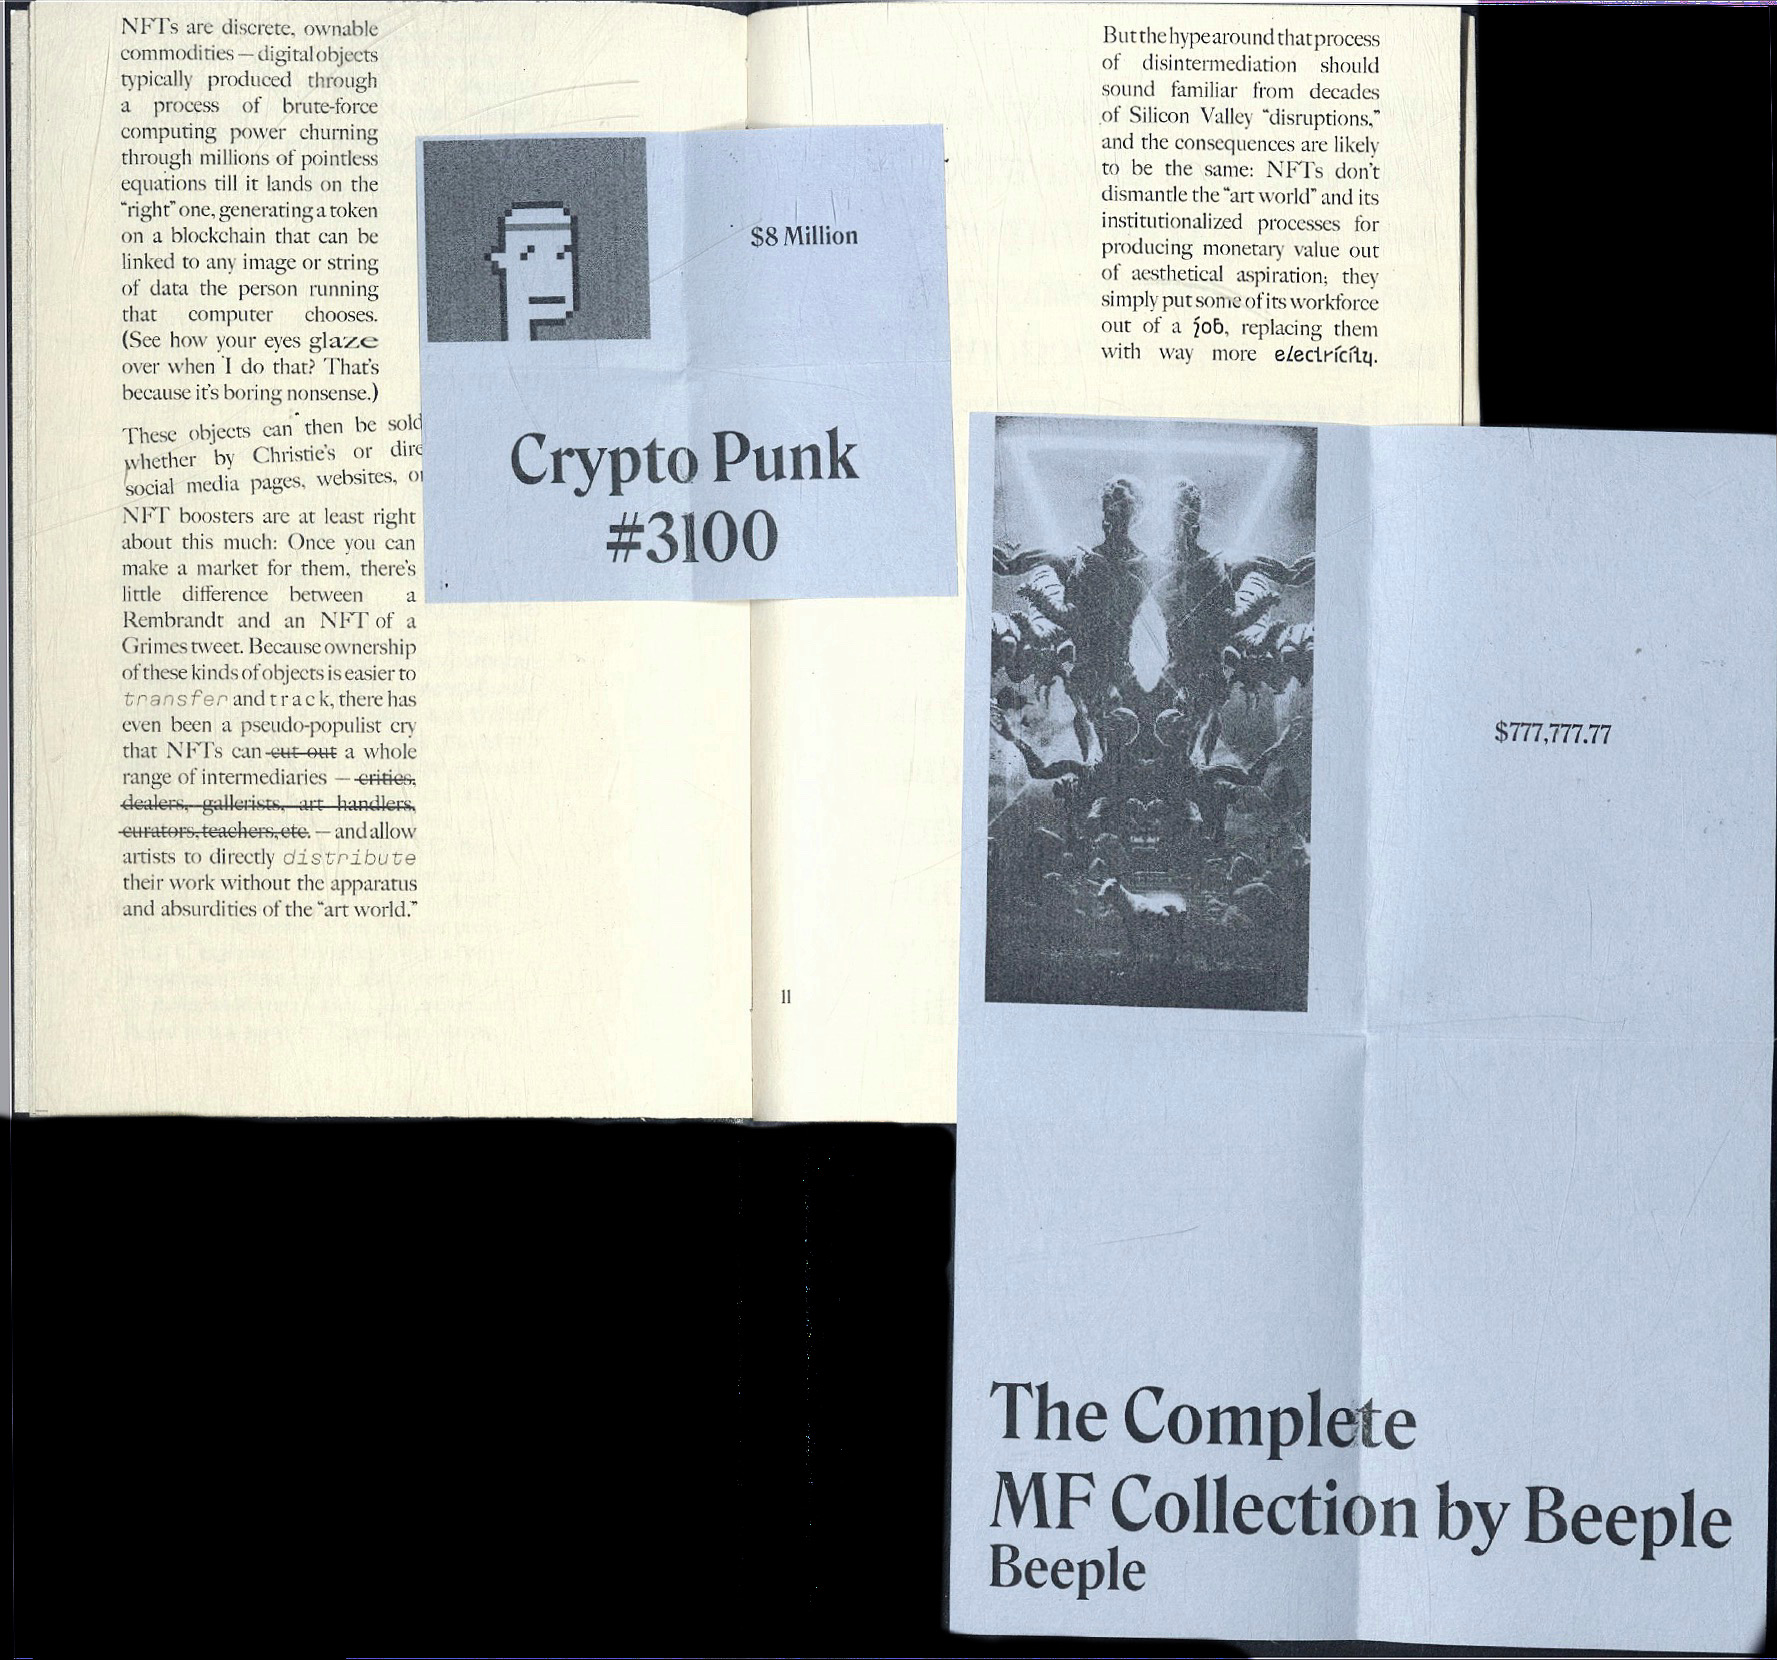 NFTs are discrete, ownable
commodities — digital objects
typically produced through
a process of brute-force
computing power churning
through millions of pointless
equations till it lands on the
“right” one, generating a token
on a blockchain that can be
linked to any image or string
of data the person running
that computer chooses.
(See how your eyes glaze
over when I do that? That’s
because it’s boring nonsense.)
These objects can then be sold
whether by Christie’s or
social media pages, websites,
NFT boosters are at least right
about this much: Once you can
make a market for them, there’s
little difference between a
Rembrandt and an NFT of a
Grimes tweet. Because ownership
of these kinds of objects is easier to
transfer and track, there has
even been a pseudo-populist cry
that NFTs can cut out a whole
range of intermediaries — critics,
dealers, gallerists, art handlers,
curators, teachers, etc. — and allow
artists to directly distribute
their work without the apparatus
and absurdities of the “art world.”
$8 Million
Crypto Punk
#3100
11
But the hype around that process
of disintermediation should
sound familiar from decades
of Silicon Valley “disruptions,”
and the consequences are likely
to be the same: NFTs don’t
dismantle the “art world” and its
institutionalized processes for
producing monetary value out
of aesthetical aspiration; they
simply put some of its workforce
out of a job, replacing them
with way more electricity.
$777,777.77
The Complete
MF Collection by Beeple
Beeple